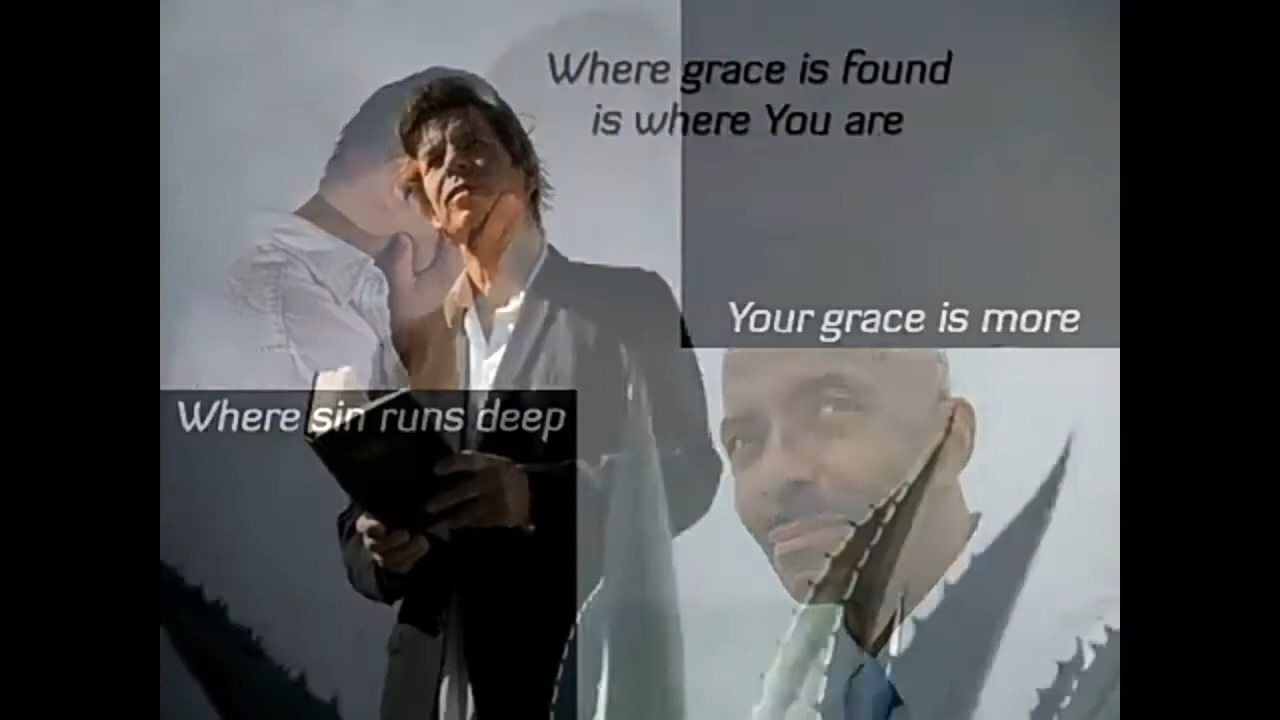 Where grace is found
is where You are
Your grace is more
Where sin runs deep